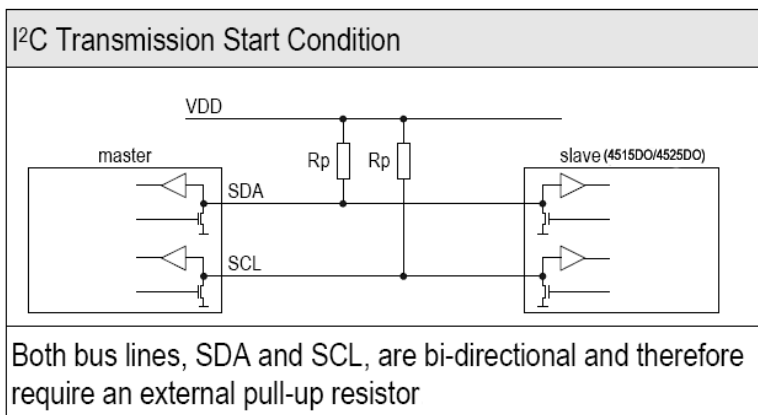 I²C Transmission Start Condition
VDD
master
Rp
Rp
slave (4515DO/4525DO)
SDA
SCL
Both bus lines, SDA and SCL, are bi-directional and therefore
require an external pull-up resistor